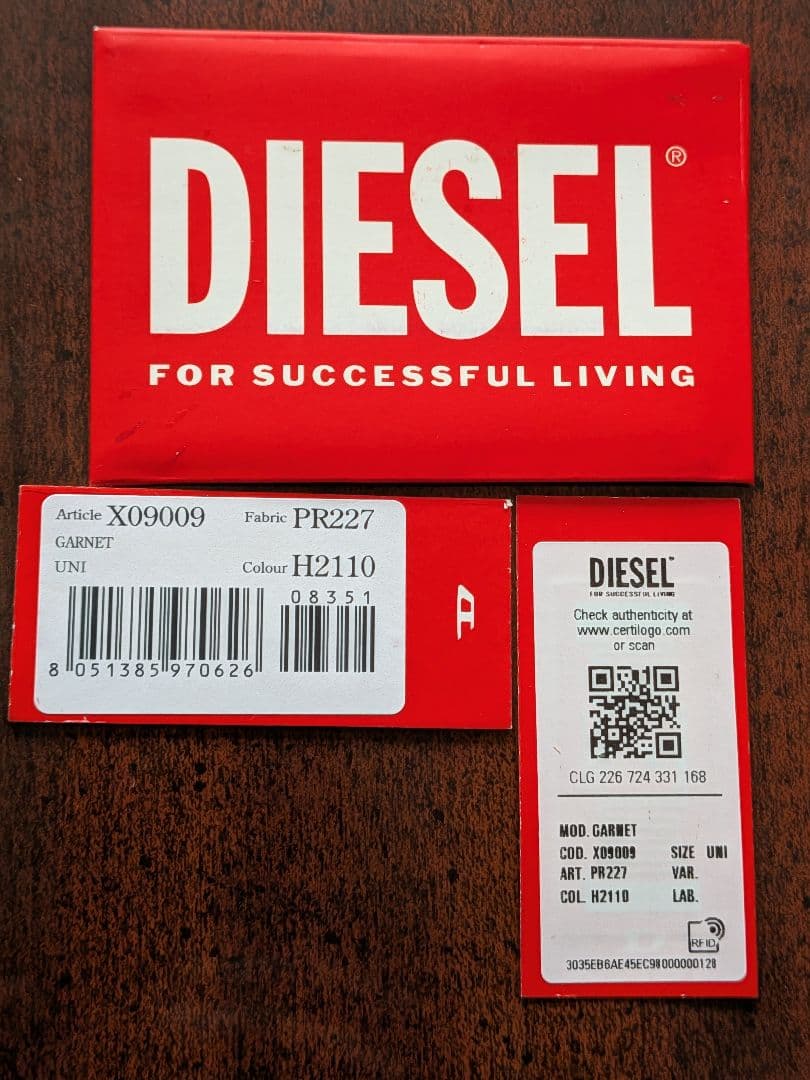 DIESEL®
FOR SUCCESSFUL LIVING
Article X09009 Fabric PR227
GARNET
UNI Colour H2110
08351
8 051385 970626
D
DIESEL™
FOR SUCCESSFUL LIVING
Check authenticity at
www.certilogo.com
or scan
CLG 226 724 331 168
MOD. GARNET
COD. X09009 SIZE UNI
ART. PR227 VAR.
COL. H2110 LAB.
RFID
3035EB6AE45EC98000000128